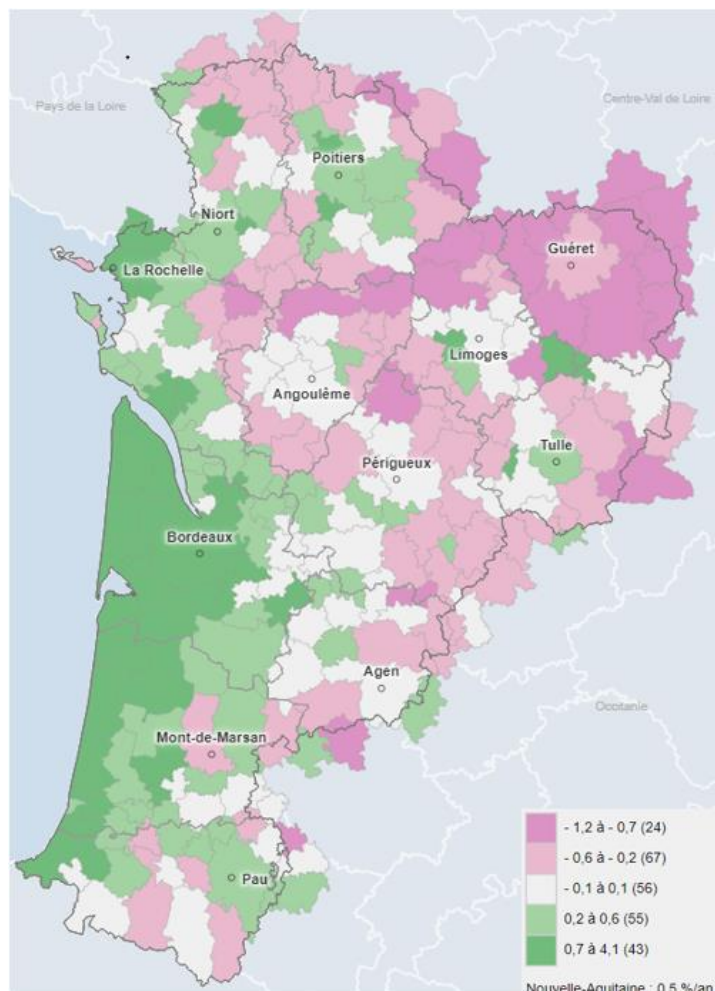 Pays de la Loire
Centre-Val de Loire
Poitiers
Niort
Guéret
La Rochelle
Limoges
Angoulême
Tulle
Périgueux
Bordeaux
Agen
Occitanie
Mont-de-Marsan
Pau
- 1,2 à - 0,7 (24)
- 0,6 à - 0,2 (67)
- 0,1 à 0,1 (56)
0,2 à 0,6 (55)
0,7 à 4,1 (43)
Nouvelle-Aquitaine : 0,5 %/an